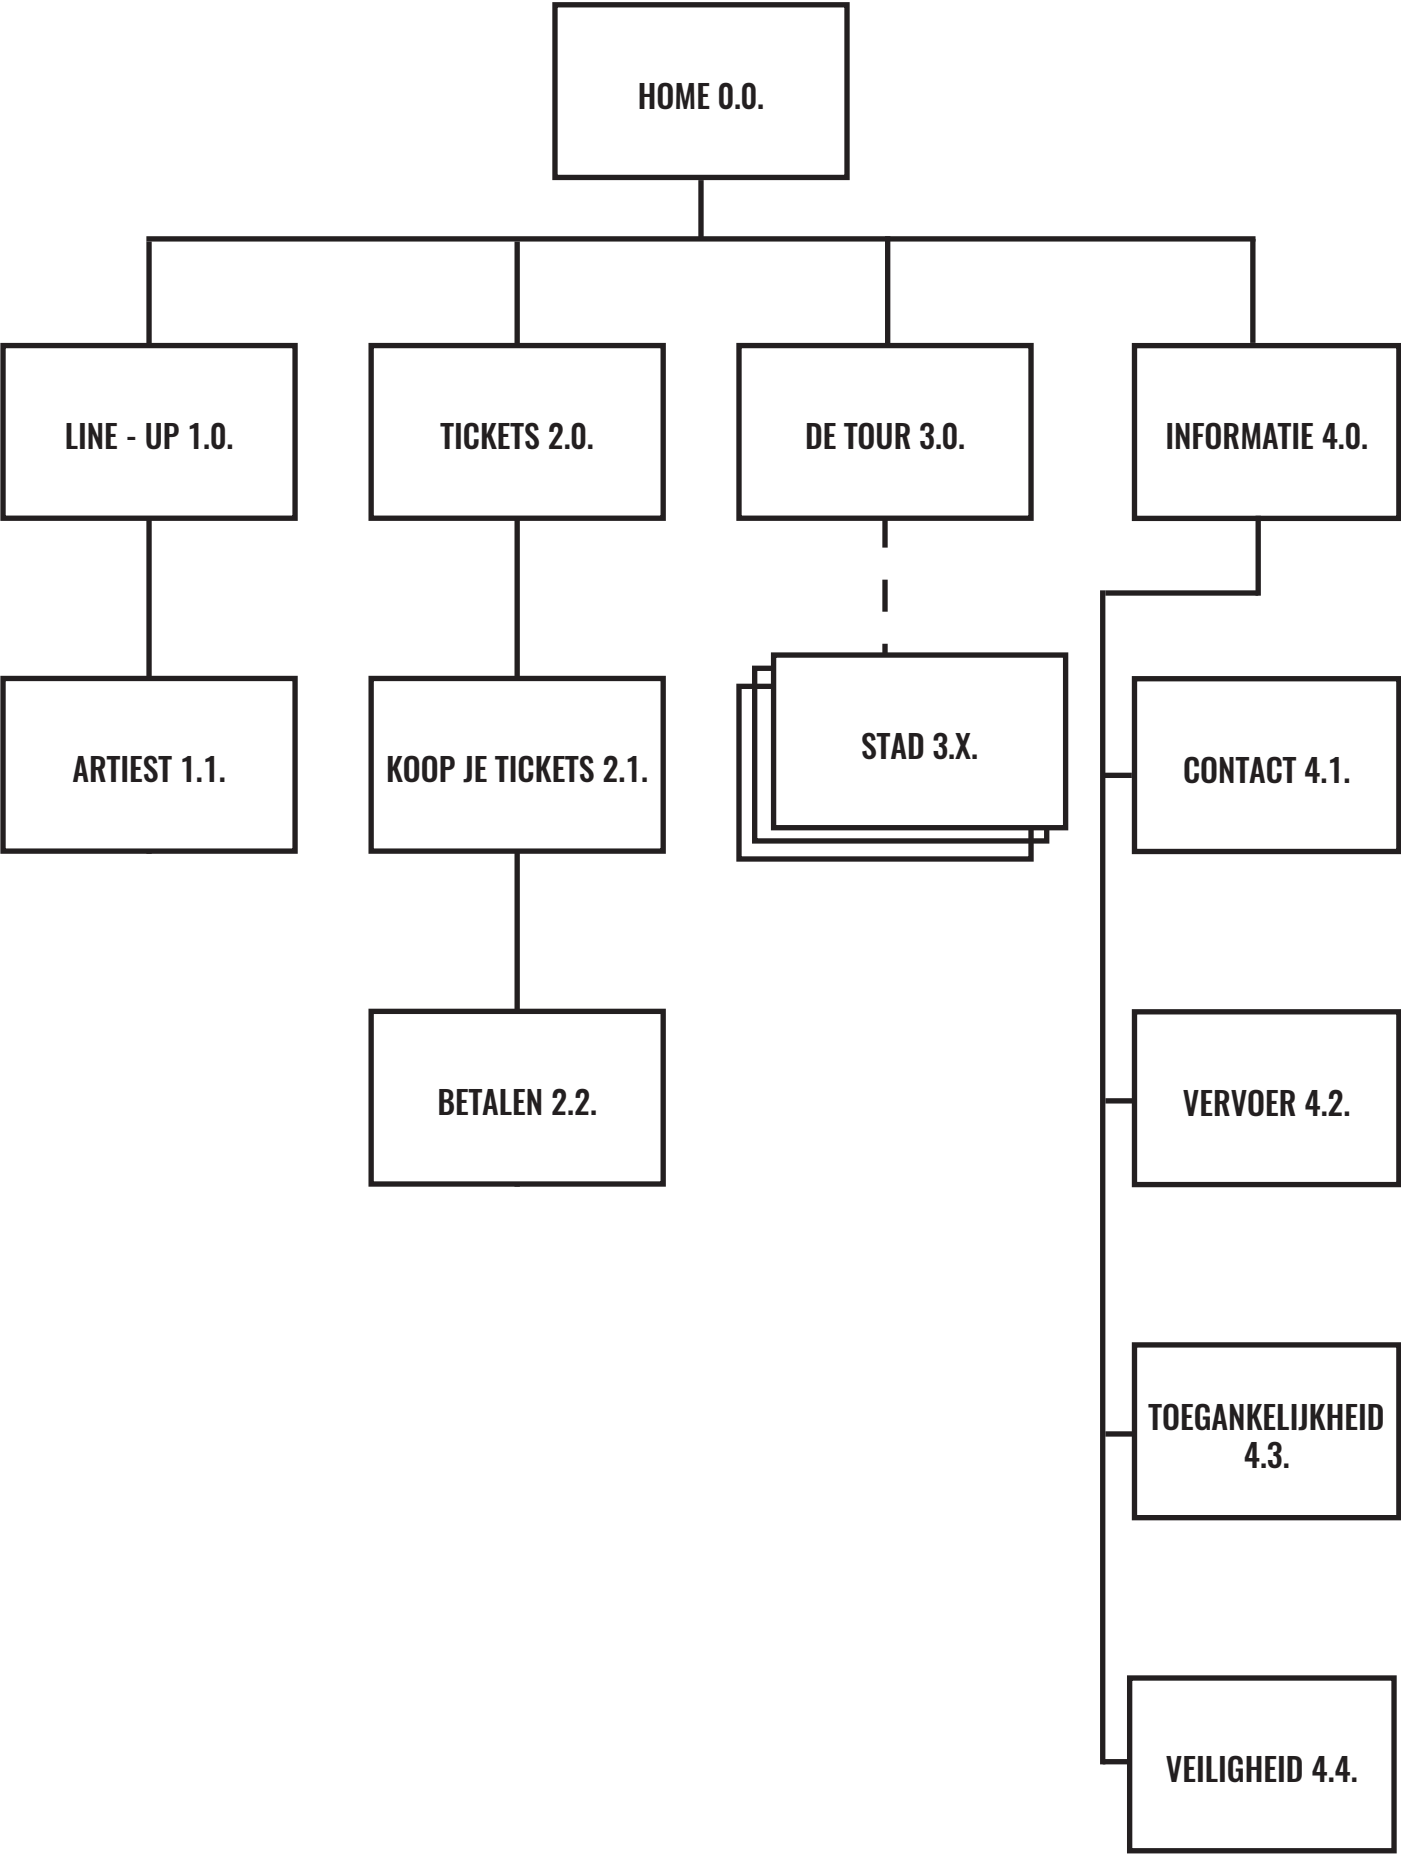 HOME 0.0.
LINE - UP 1.0.
TICKETS 2.0.
DE TOUR 3.0.
INFORMATIE 4.0.
ARTIEST 1.1.
KOOP JE TICKETS 2.1.
STAD 3.X.
CONTACT 4.1.
BETALEN 2.2.
VERVOER 4.2.
TOEGANKELIJKHEID
4.3.
VEILIGHEID 4.4.